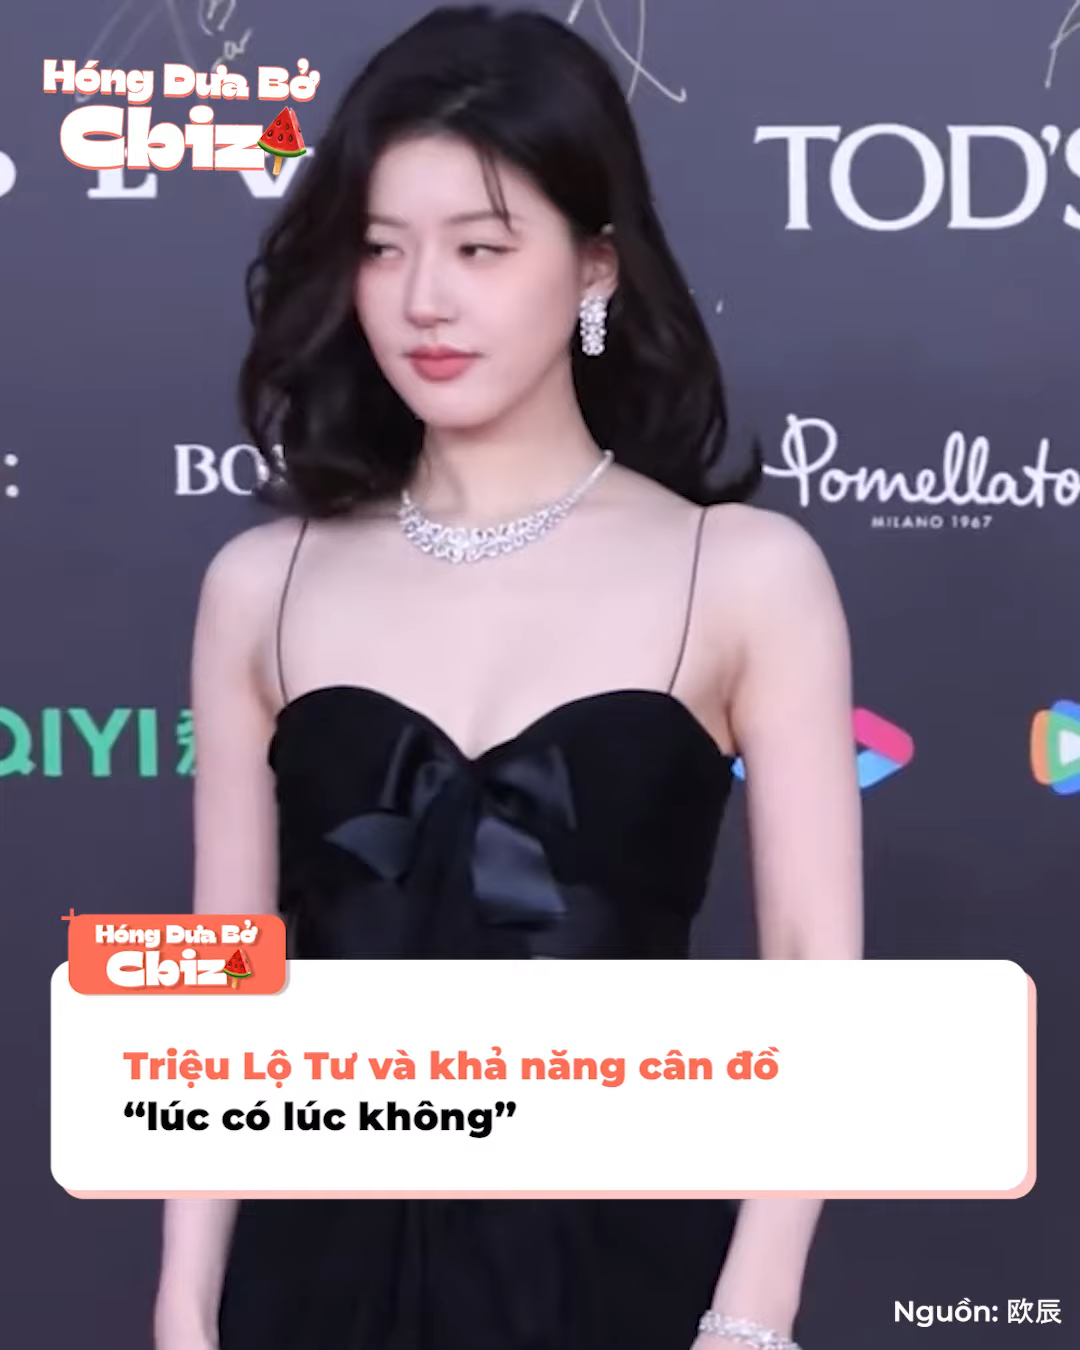 Hóng Dưa Bở
Cbiz
TOD'S
Pomellato
MILANO 1967
QIYI
Hóng Dưa Bở
Cbiz
Triệu Lộ Tư và khả năng cân đồ
“lúc có lúc không”
Nguồn: 欧辰